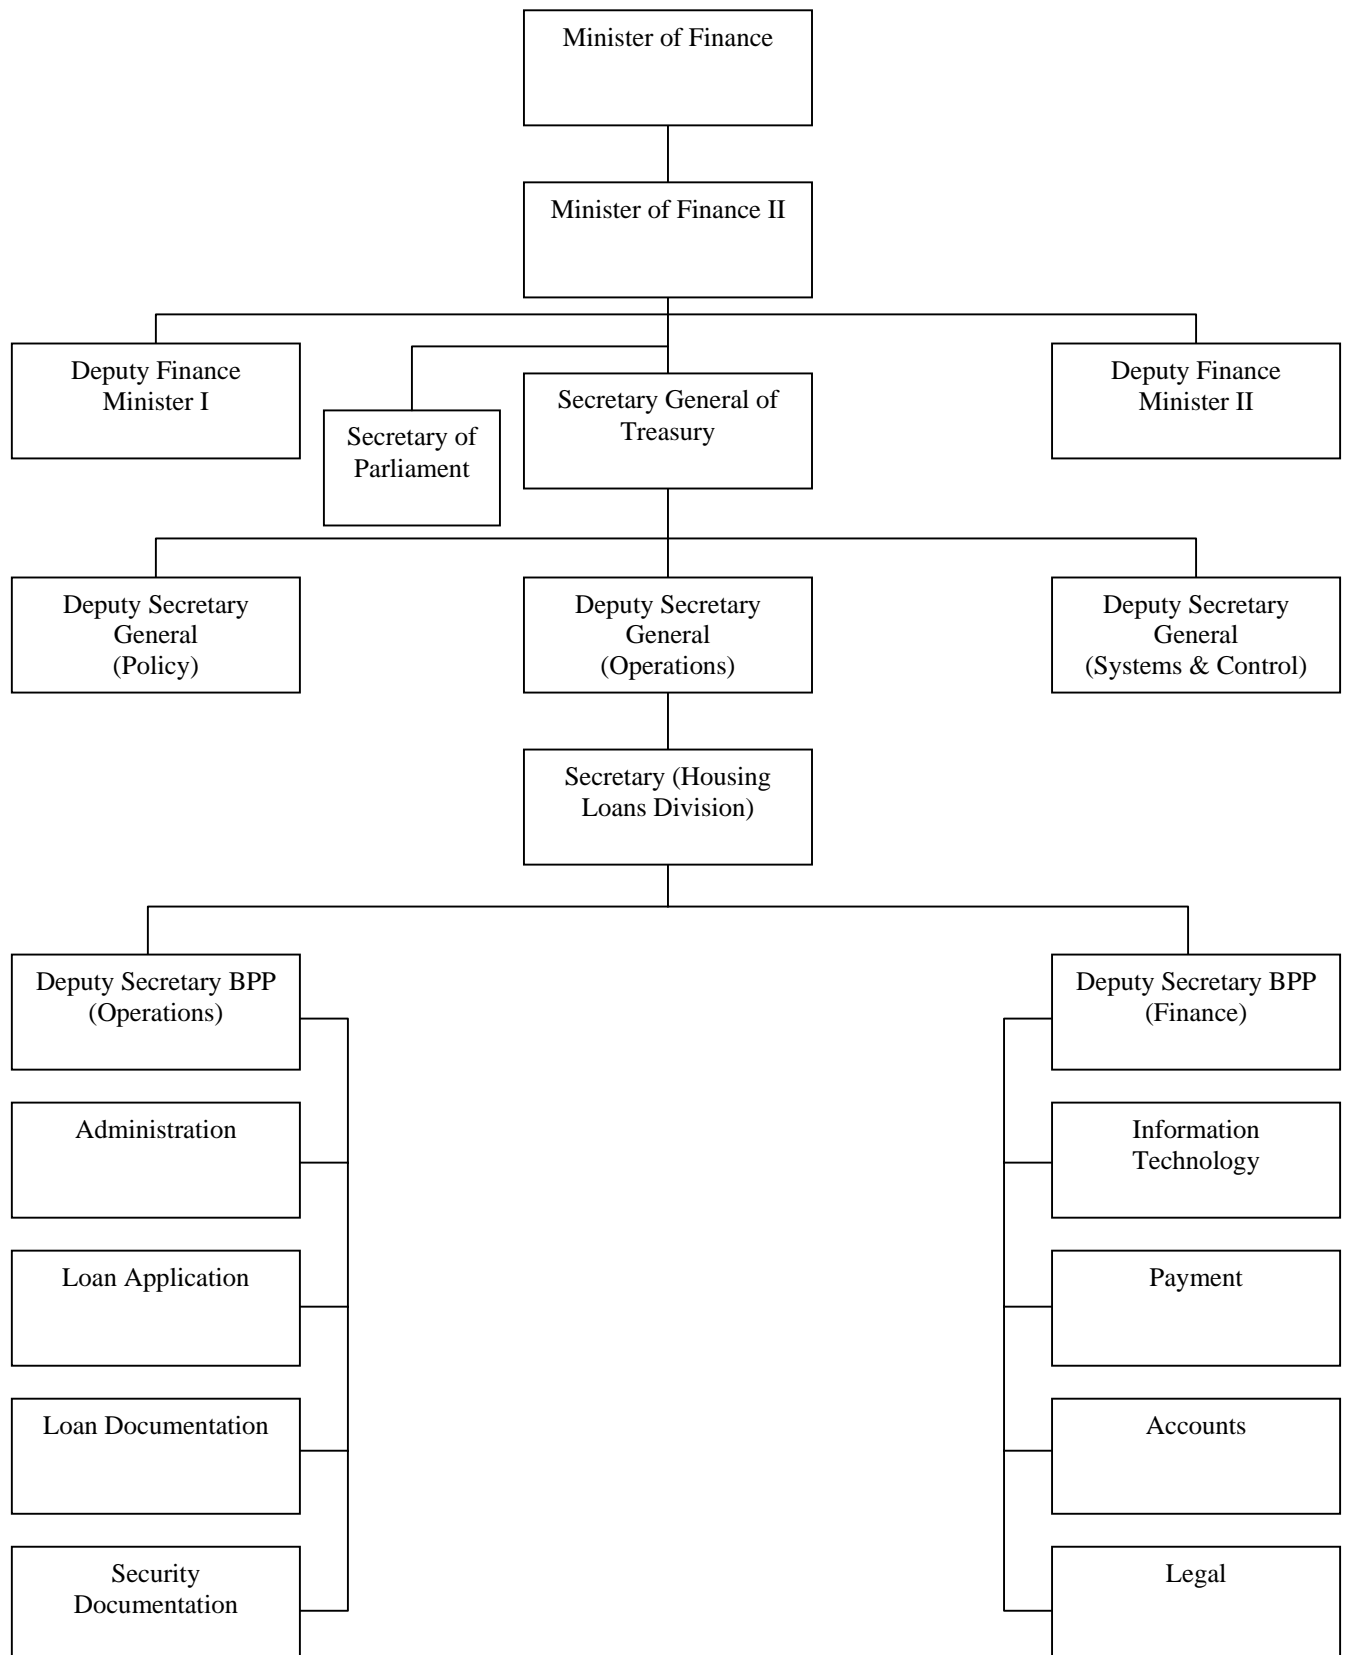 Minister of Finance
Minister of Finance II
Deputy Finance
Minister I
Secretary of
Parliament
Secretary General of
Treasury
Deputy Finance
Minister II
Deputy Secretary
General
(Policy)
Deputy Secretary
General
(Operations)
Deputy Secretary
General
(Systems & Control)
Secretary (Housing
Loans Division)
Deputy Secretary BPP
(Operations)
Deputy Secretary BPP
(Finance)
Administration
Information
Technology
Loan Application
Payment
Loan Documentation
Accounts
Security
Documentation
Legal